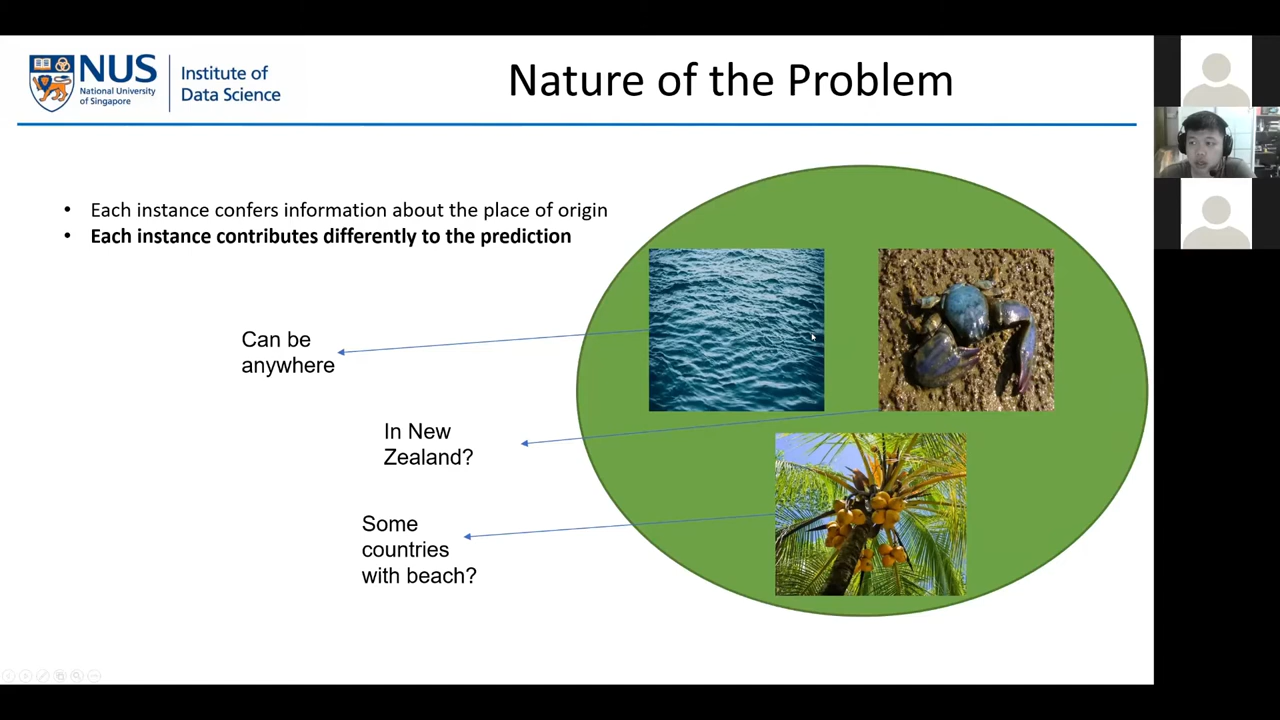 NUS
National University
of Singapore
Institute of
Data Science
Nature of the Problem
• Each instance confers information about the place of origin
• Each instance contributes differently to the prediction
Can be
anywhere
In New
Zealand?
Some
countries
with beach?